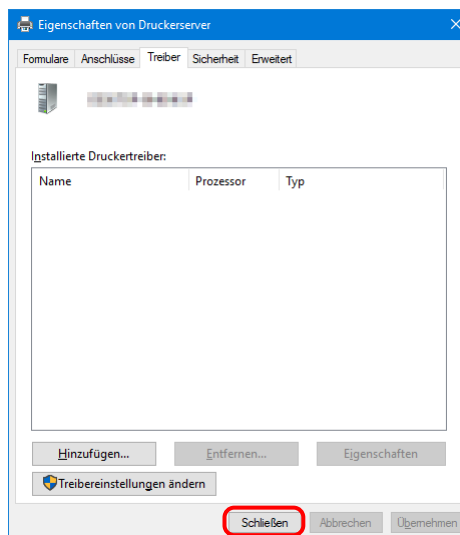 Eigenschaften von Druckerserver
Formulare Anschlüsse Treiber Sicherheit Erweitert
Installierte Druckertreiber:
Name Prozessor Typ
Hinzufügen... Entfernen... Eigenschaften
Treibereinstellungen ändern
Schließen Abbrechen Übernehmen